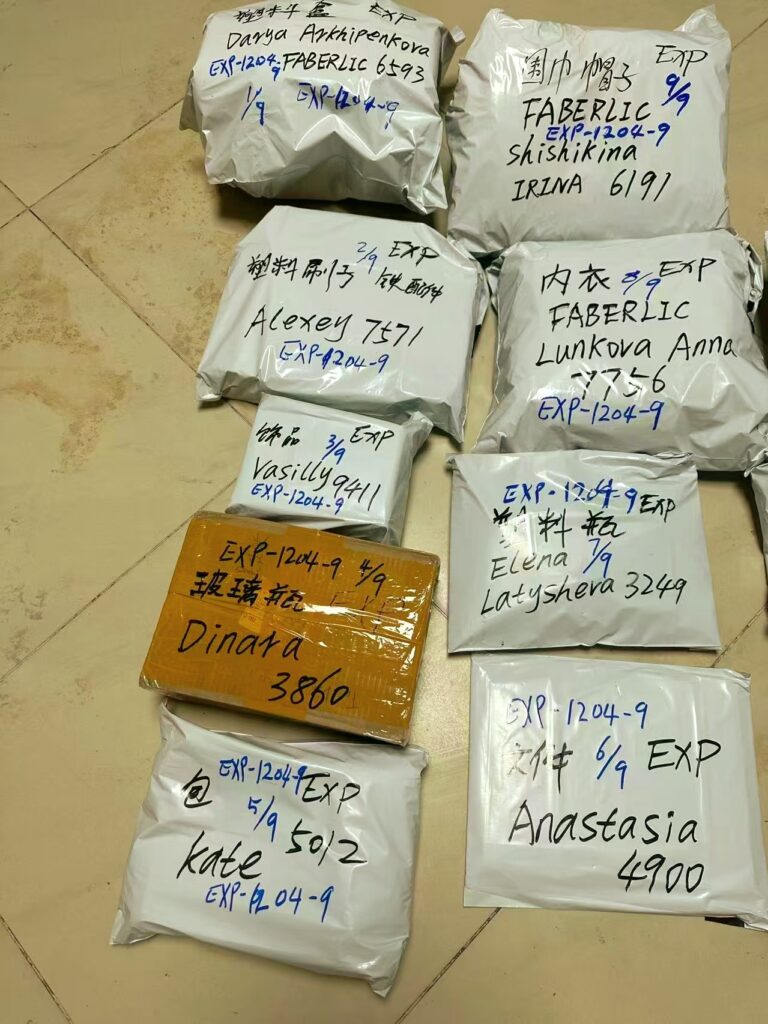 塑料盒 EXP
Darya Arkhipenkova
EXP-1204-9 FABERLIC 6593
1/9 EXP-1204-9
围巾帽子 EXP
FABERLIC 9/9
EXP-1204-9
Shishikina
IRINA 6191
2/9 EXP
塑料刷子 铁配件
Alexey 7571
EXP-1204-9
内衣 /9 EXP
FABERLIC
Lunkova Anna
7756
EXP-1204-9
饰品 3/9 EXP
Vasilly 9411
EXP-1204-9
EXP-1204-9 EXP
塑料瓶
Elena 7/9
Latysheva 3249
EXP-1204-9 4/9
玻璃瓶 EXP
Dinara
3860
EXP-1204-9
文件 6/9 EXP
Anastasia
4900
EXP-1204-9
包 5/9 EXP
Kate 5012
EXP-1204-9